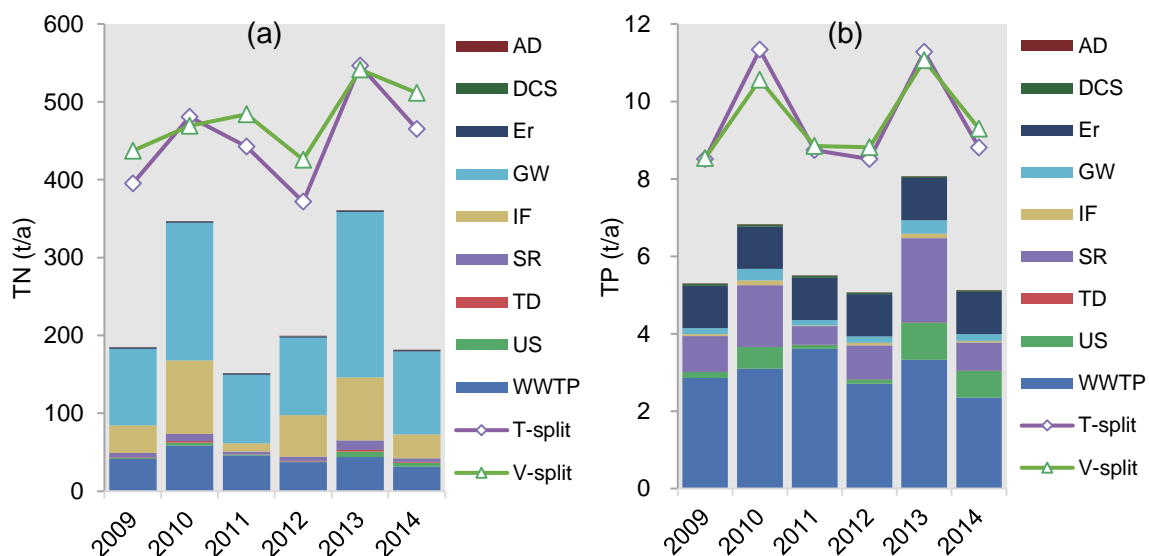 (a)
TN (t/a)
600
500
400
300
200
100
0
2009
2010
2011
2012
2013
2014
AD
DCS
Er
GW
IF
SR
TD
US
WWTP
T-split
V-split
(b)
TP (t/a)
12
10
8
6
4
2
0
2009
2010
2011
2012
2013
2014
AD
DCS
Er
GW
IF
SR
TD
US
WWTP
T-split
V-split